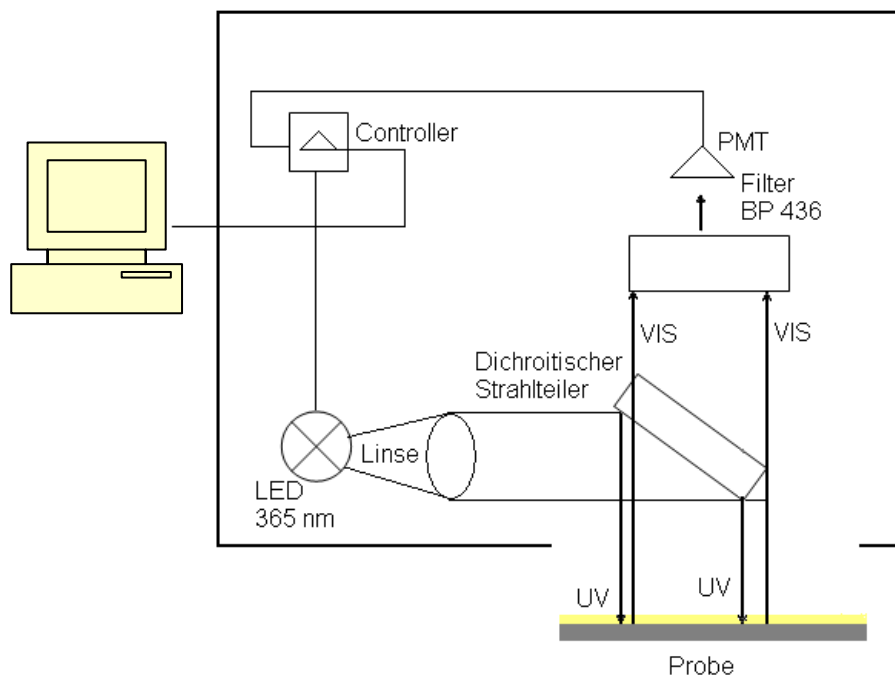 Controller
PMT
Filter
BP 436
VIS
VIS
Dichroitischer
Strahlteiler
Linse
LED
365 nm
UV
UV
Probe